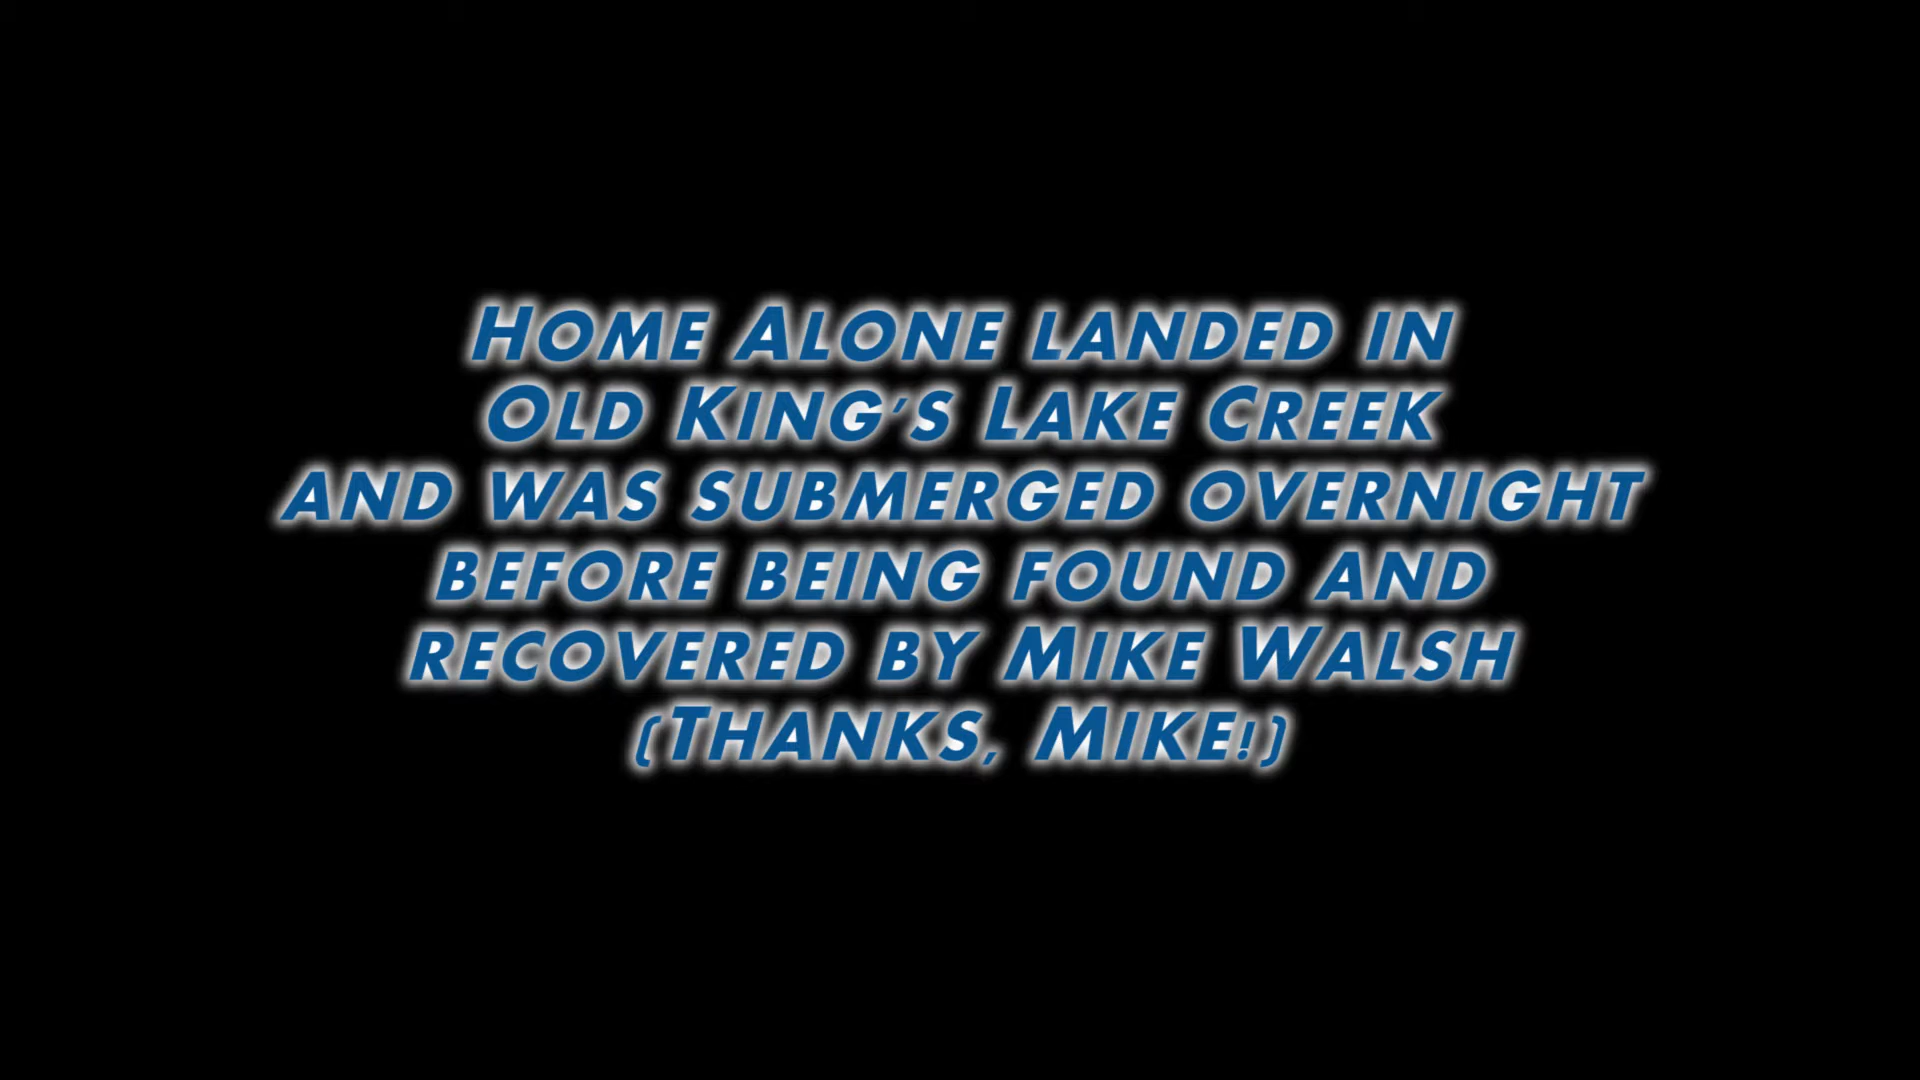 Home Alone landed in
Old King's Lake Creek
and was submerged overnight
before being found and
recovered by Mike Walsh
(Thanks, Mike!)